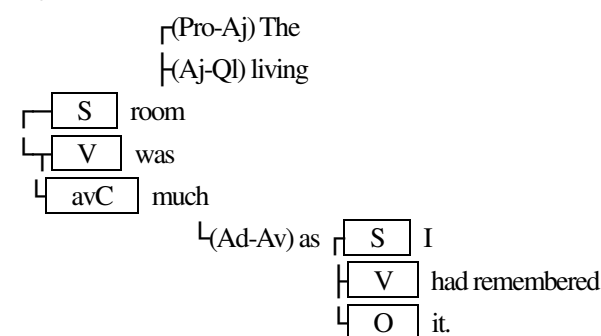 (Pro-Aj) The
(Aj-Ql) living
S room
V was
avC much
(Ad-Av) as S I
V had remembered
O it.